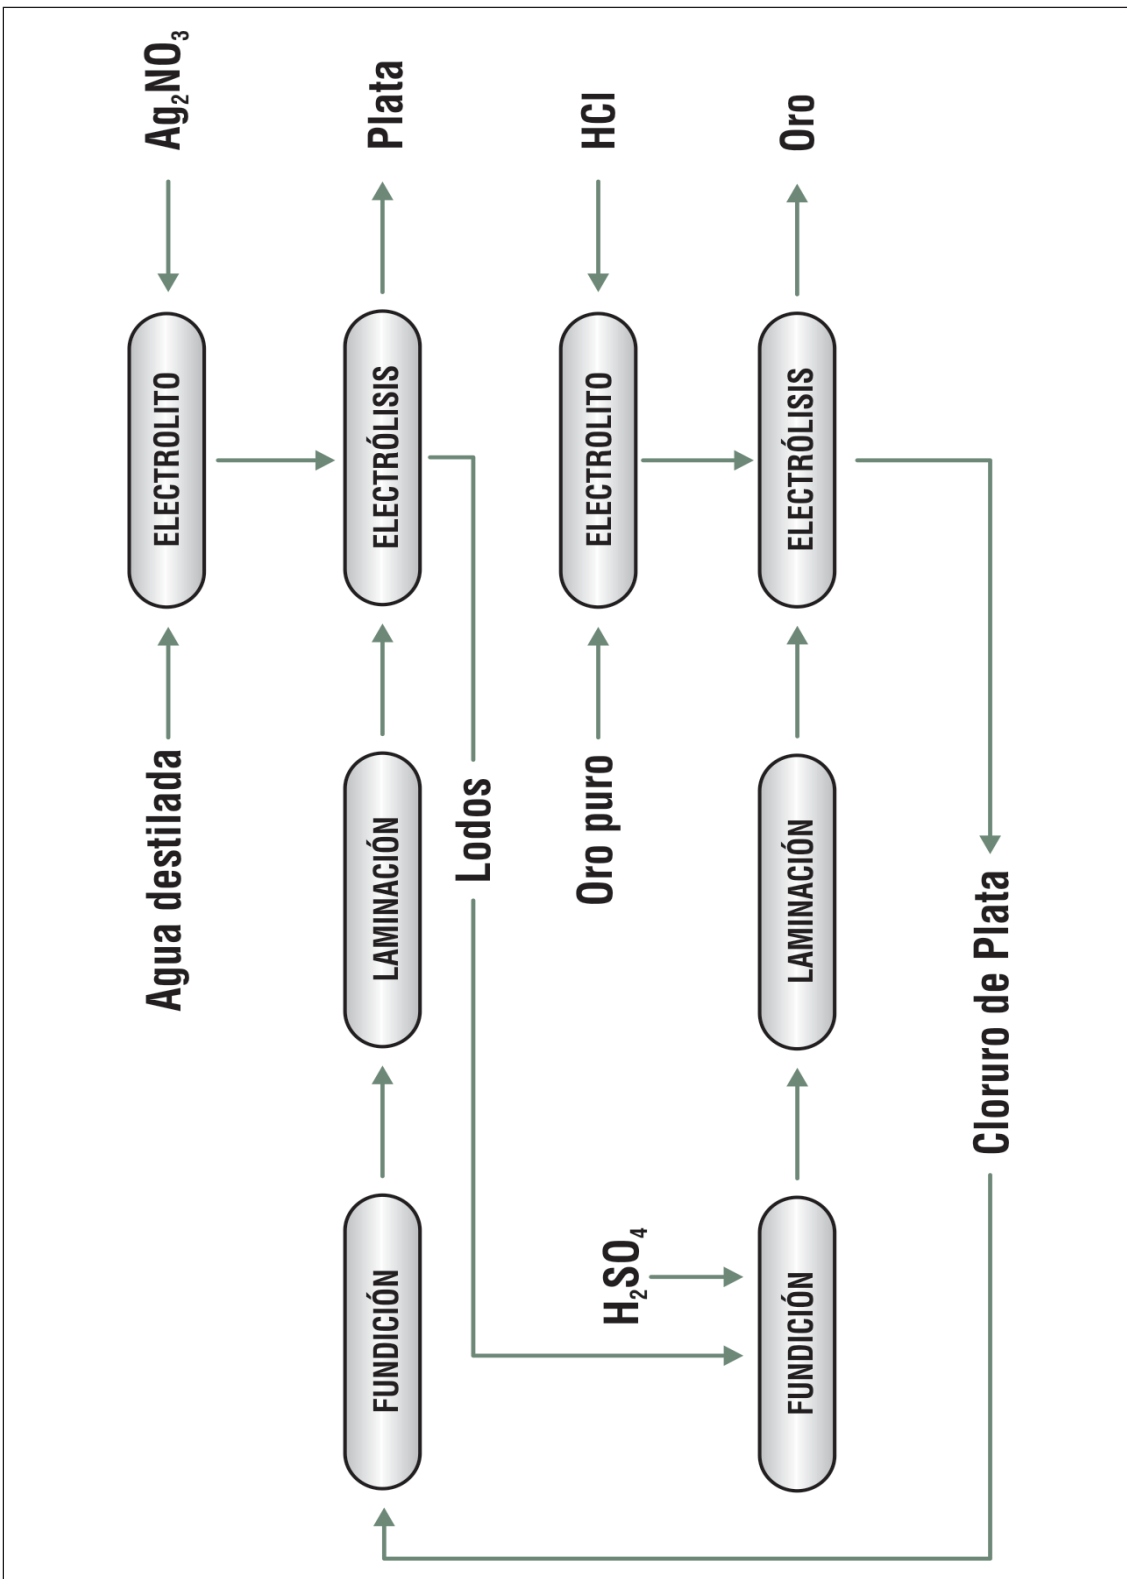 Agua destilada
ELECTROLITO
Ag₂NO₃
FUNDICIÓN
LAMINACIÓN
ELECTRÓLISIS
Plata
Lodos
H₂SO₄
Oro puro
ELECTROLITO
HCl
FUNDICIÓN
LAMINACIÓN
ELECTRÓLISIS
Oro
Cloruro de Plata